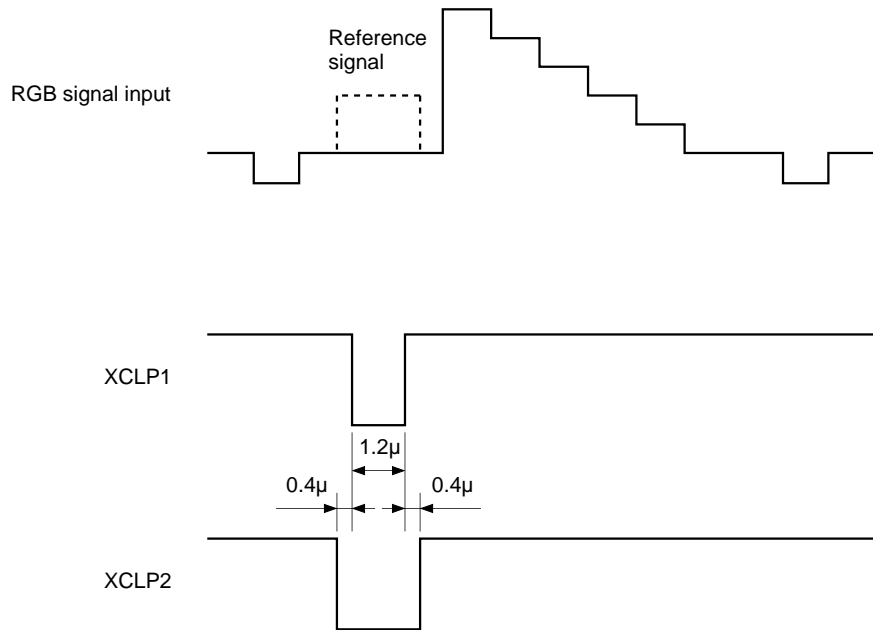 Reference
signal
RGB signal input
XCLP1
1.2μ
0.4μ
0.4μ
XCLP2